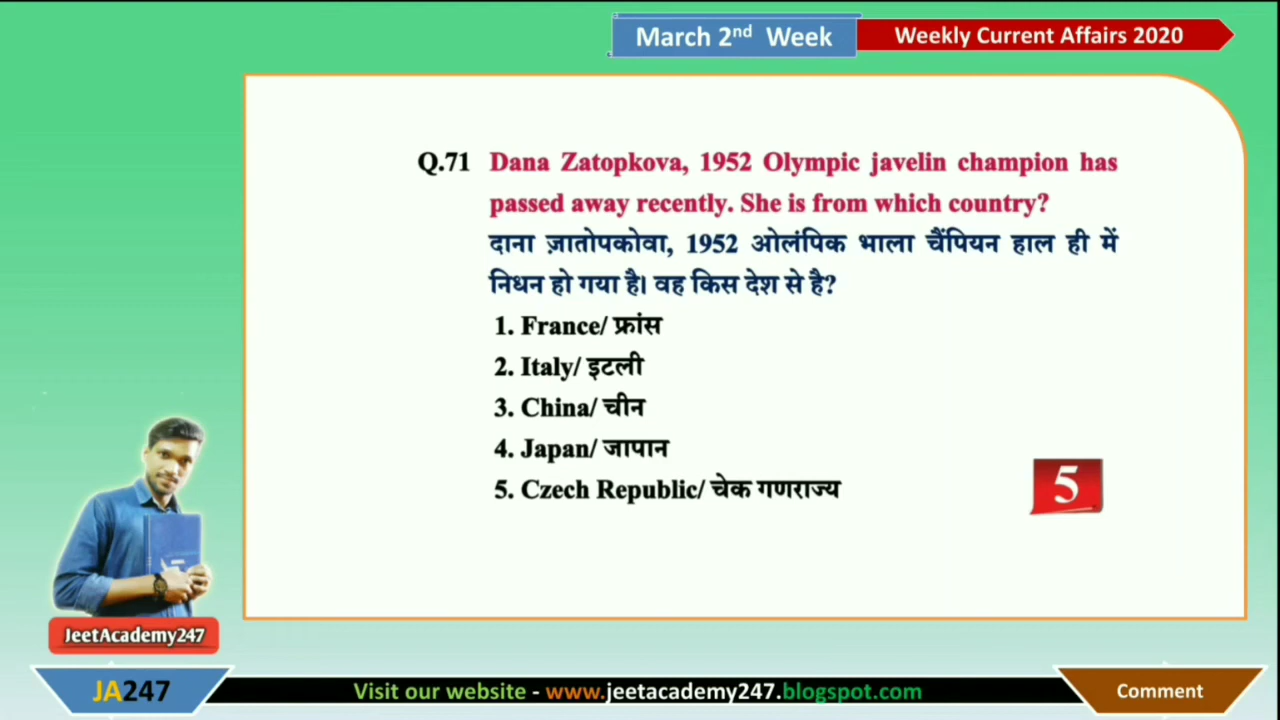 March 2nd Week
Weekly Current Affairs 2020
Q.71 Dana Zatopkova, 1952 Olympic javelin champion has
passed away recently. She is from which country?
दाना ज़ातोपकोवा, 1952 ओलंपिक भाला चैंपियन हाल ही में
निधन हो गया है। वह किस देश से है?
1. France/ फ्रांस
2. Italy/ इटली
3. China/ चीन
4. Japan/ जापान
5. Czech Republic/ चेक गणराज्य
5
JeetAcademy247
JA247
Visit our website - www.jeetacademy247.blogspot.com
Comment